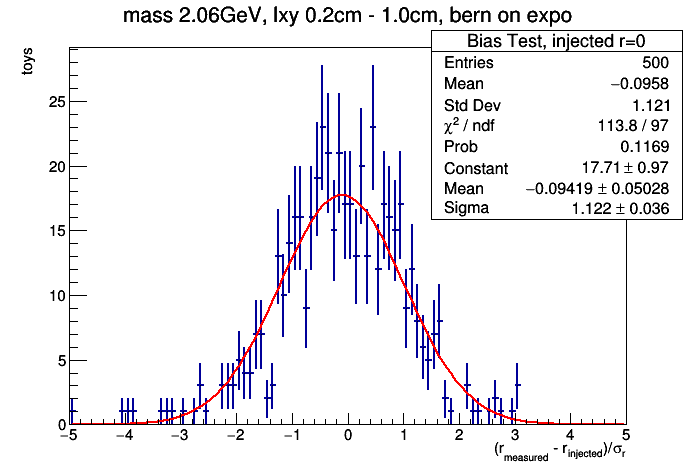 mass 2.06GeV, lxy 0.2cm - 1.0cm, bern on expo
Bias Test, injected r=0
Entries 500
Mean −0.0958
Std Dev 1.121
χ² / ndf 113.8 / 97
Prob 0.1169
Constant 17.71 ± 0.97
Mean −0.09419 ± 0.05028
Sigma 1.122 ± 0.036
toys
25
20
15
10
5
0
−5 −4 −3 −2 −1 0 1 2 3 4 5
(r_measured - r_injected)/σ_r